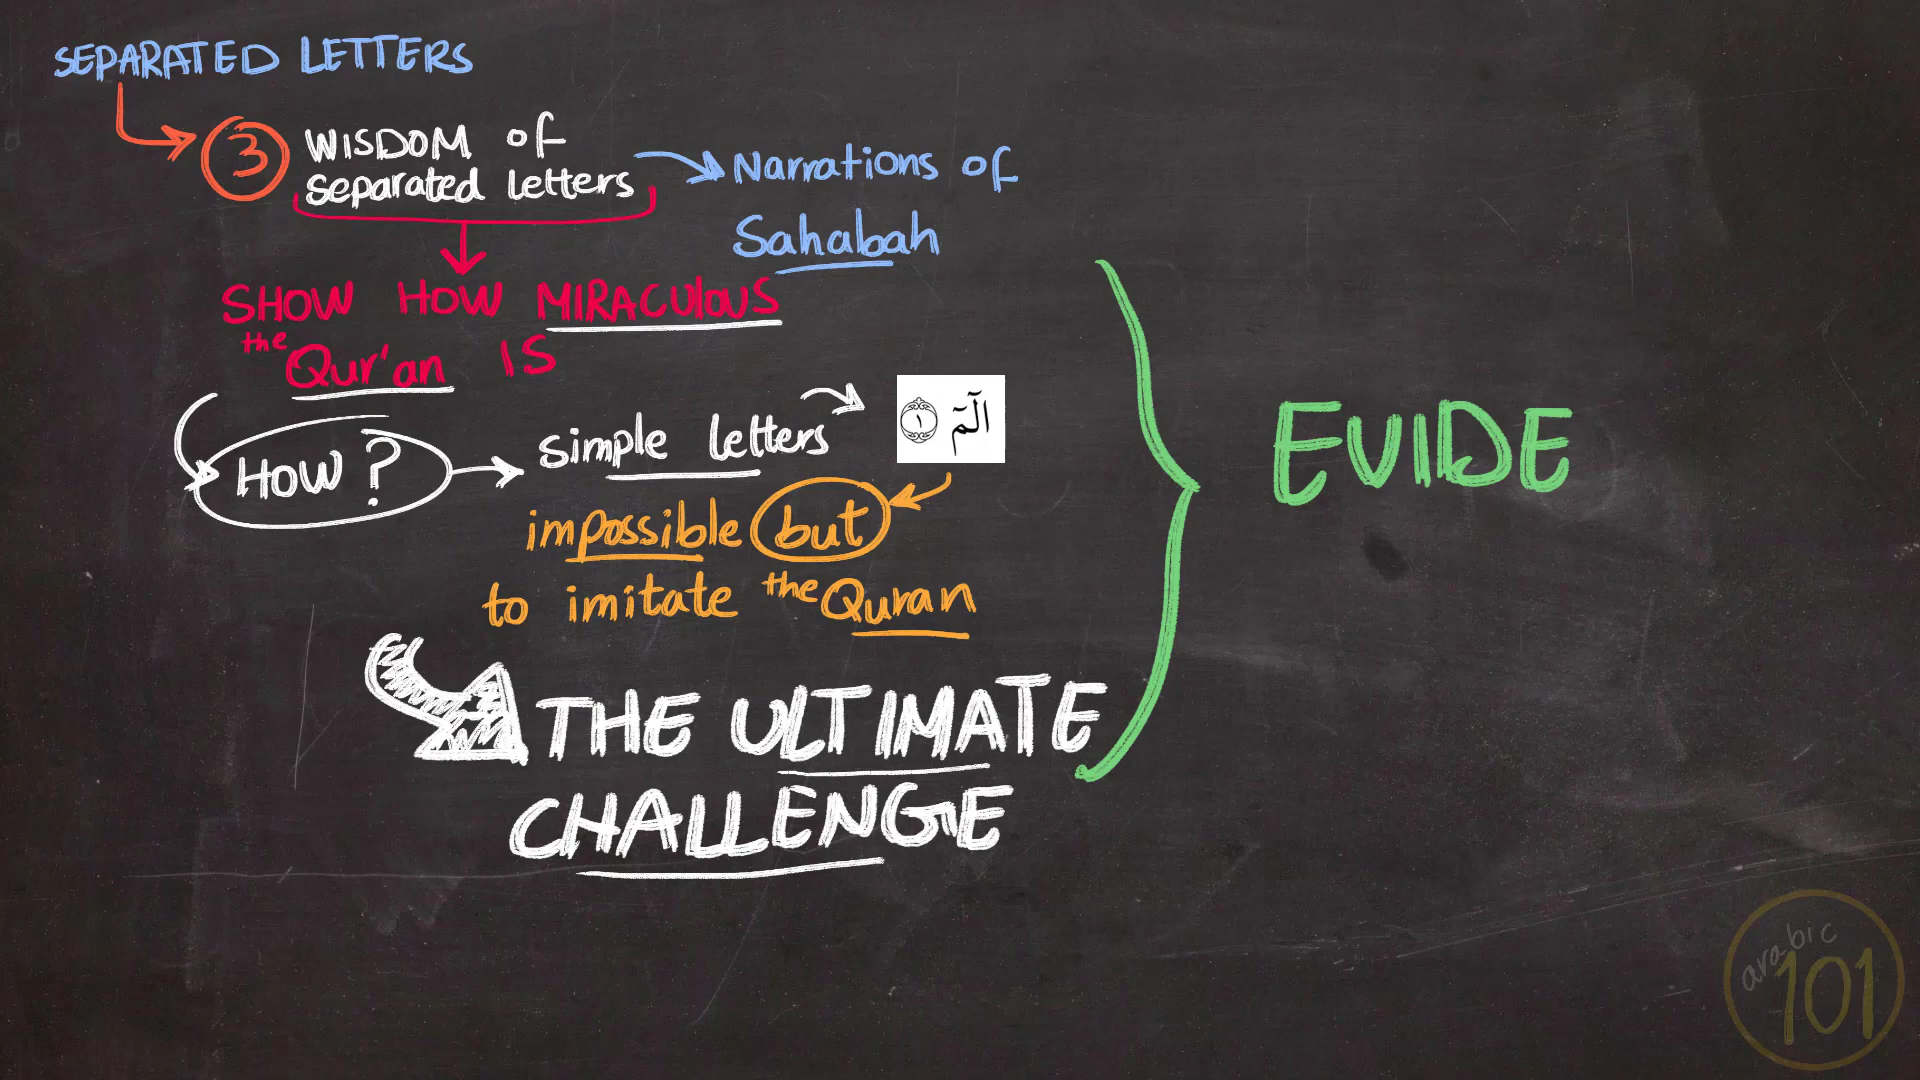 SEPARATED LETTERS
3 WISDOM of
separated letters
Narrations of
Sahabah
SHOW HOW MIRACULOUS
the Qur'an IS
HOW ?
simple letters
الٓمٓ ١
impossible but
to imitate the Quran
THE ULTIMATE
CHALLENGE
EVIDE
arabic
101